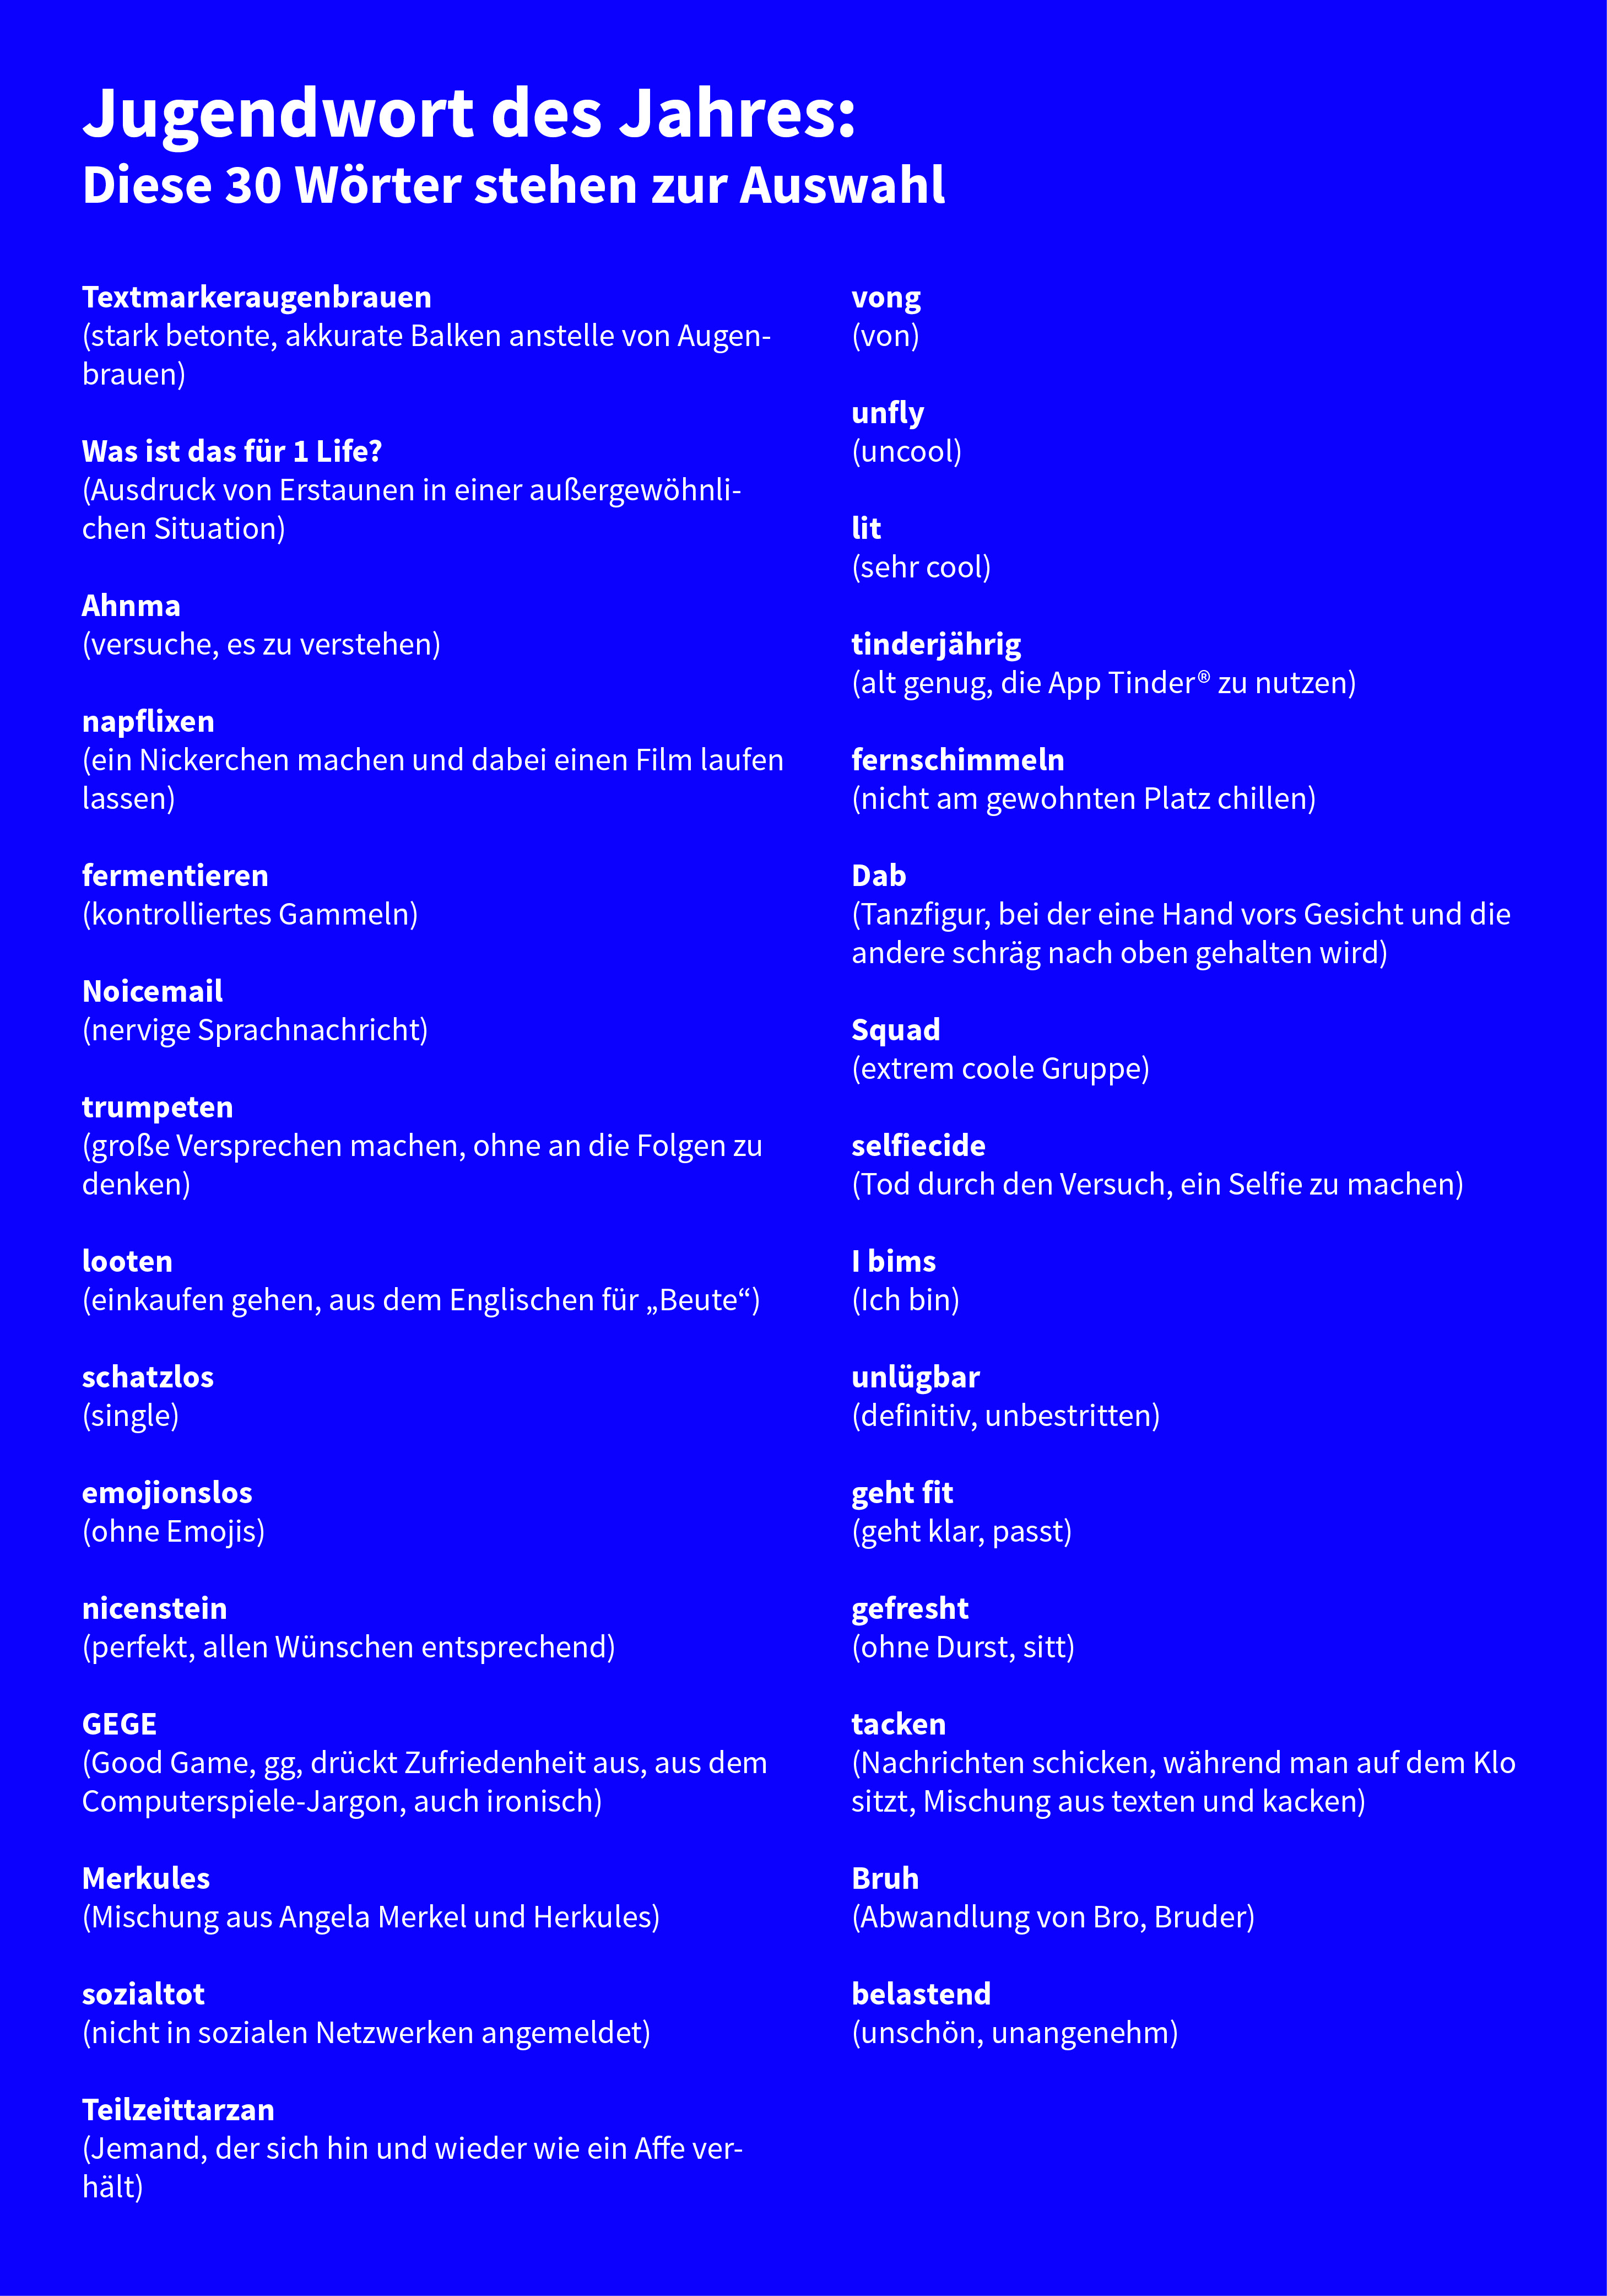 Jugendwort des Jahres:
Diese 30 Wörter stehen zur Auswahl
Textmarkeraugenbrauen
(stark betonte, akkurate Balken anstelle von Augen-
brauen)
Was ist das für 1 Life?
(Ausdruck von Erstaunen in einer außergewöhnli-
chen Situation)
Ahnma
(versuche, es zu verstehen)
napflixen
(ein Nickerchen machen und dabei einen Film laufen
lassen)
fermentieren
(kontrolliertes Gammeln)
Noicemail
(nervige Sprachnachricht)
trumpeten
(große Versprechen machen, ohne an die Folgen zu
denken)
looten
(einkaufen gehen, aus dem Englischen für „Beute“)
schatzlos
(single)
emojionslos
(ohne Emojis)
nicenstein
(perfekt, allen Wünschen entsprechend)
GEGE
(Good Game, gg, drückt Zufriedenheit aus, aus dem
Computerspiele-Jargon, auch ironisch)
Merkules
(Mischung aus Angela Merkel und Herkules)
sozialtot
(nicht in sozialen Netzwerken angemeldet)
Teilzeittarzan
(Jemand, der sich hin und wieder wie ein Affe ver-
hält)
vong
(von)
unfly
(uncool)
lit
(sehr cool)
tinderjährig
(alt genug, die App Tinder® zu nutzen)
fernschimmeln
(nicht am gewohnten Platz chillen)
Dab
(Tanzfigur, bei der eine Hand vors Gesicht und die
andere schräg nach oben gehalten wird)
Squad
(extrem coole Gruppe)
selfiecide
(Tod durch den Versuch, ein Selfie zu machen)
I bims
(Ich bin)
unlügbar
(definitiv, unbestritten)
geht fit
(geht klar, passt)
gefresht
(ohne Durst, sitt)
tacken
(Nachrichten schicken, während man auf dem Klo
sitzt, Mischung aus texten und kacken)
Bruh
(Abwandlung von Bro, Bruder)
belastend
(unschön, unangenehm)